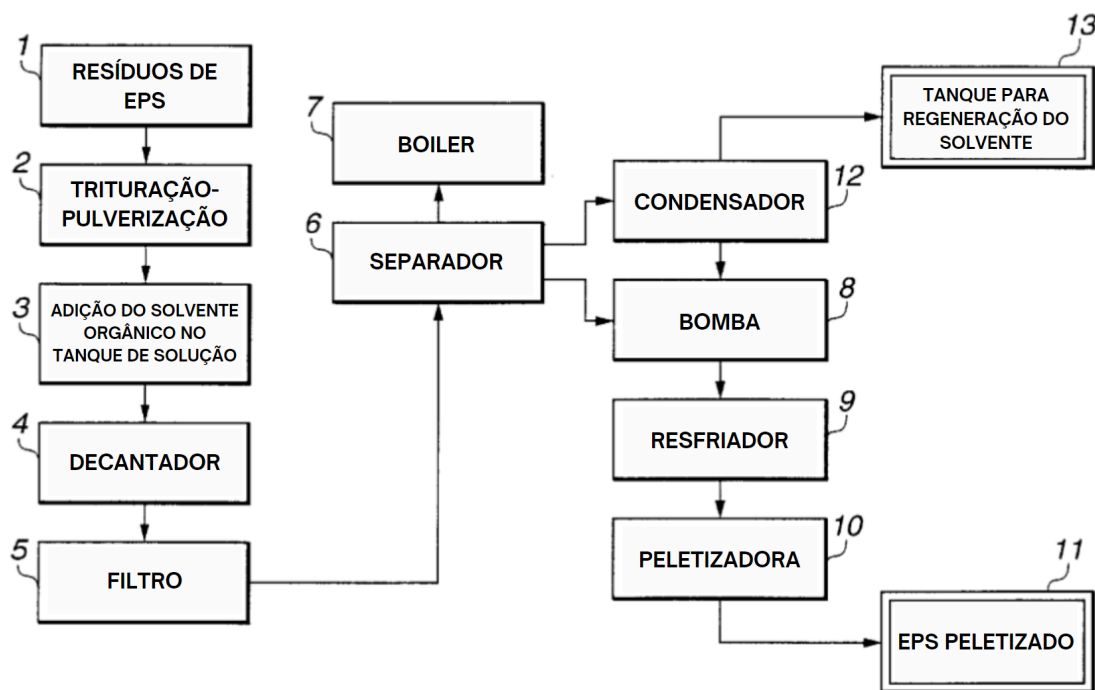 1
RESÍDUOS DE
EPS
2
TRITURAÇÃO-
PULVERIZAÇÃO
3
ADIÇÃO DO SOLVENTE
ORGÂNICO NO
TANQUE DE SOLUÇÃO
4
DECANTADOR
5
FILTRO
7
BOILER
6
SEPARADOR
CONDENSADOR
12
BOMBA
8
RESFRIADOR
9
PELETIZADORA
10
13
TANQUE PARA
REGENERAÇÃO DO
SOLVENTE
11
EPS PELETIZADO